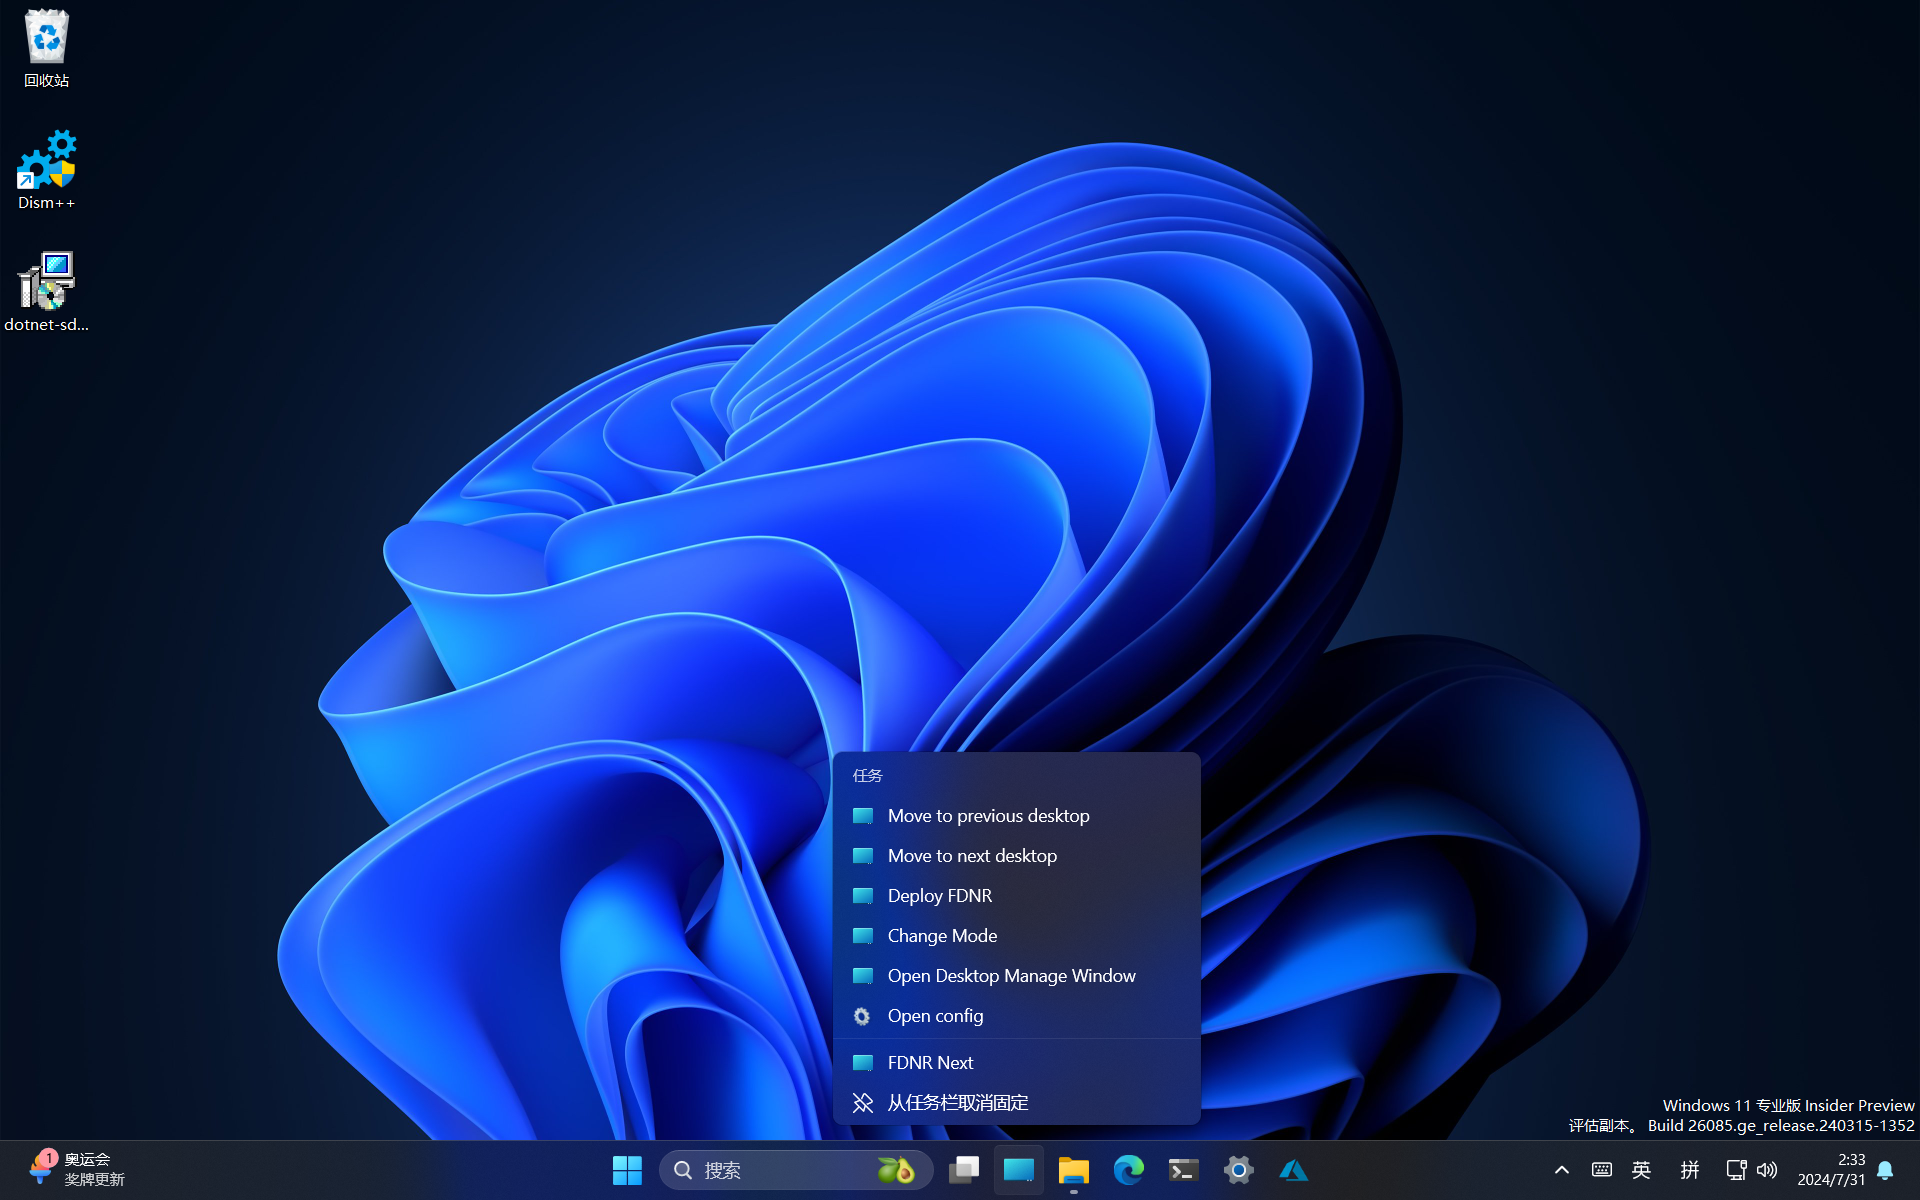 回收站
Dism++
dotnet-sd...
任务
Move to previous desktop
Move to next desktop
Deploy FDNR
Change Mode
Open Desktop Manage Window
Open config
FDNR Next
从任务栏取消固定
Windows 11 专业版 Insider Preview
评估副本。 Build 26085.ge_release.240315-1352
1
奥运会
奖牌更新
搜索
英
拼
2:33
2024/7/31